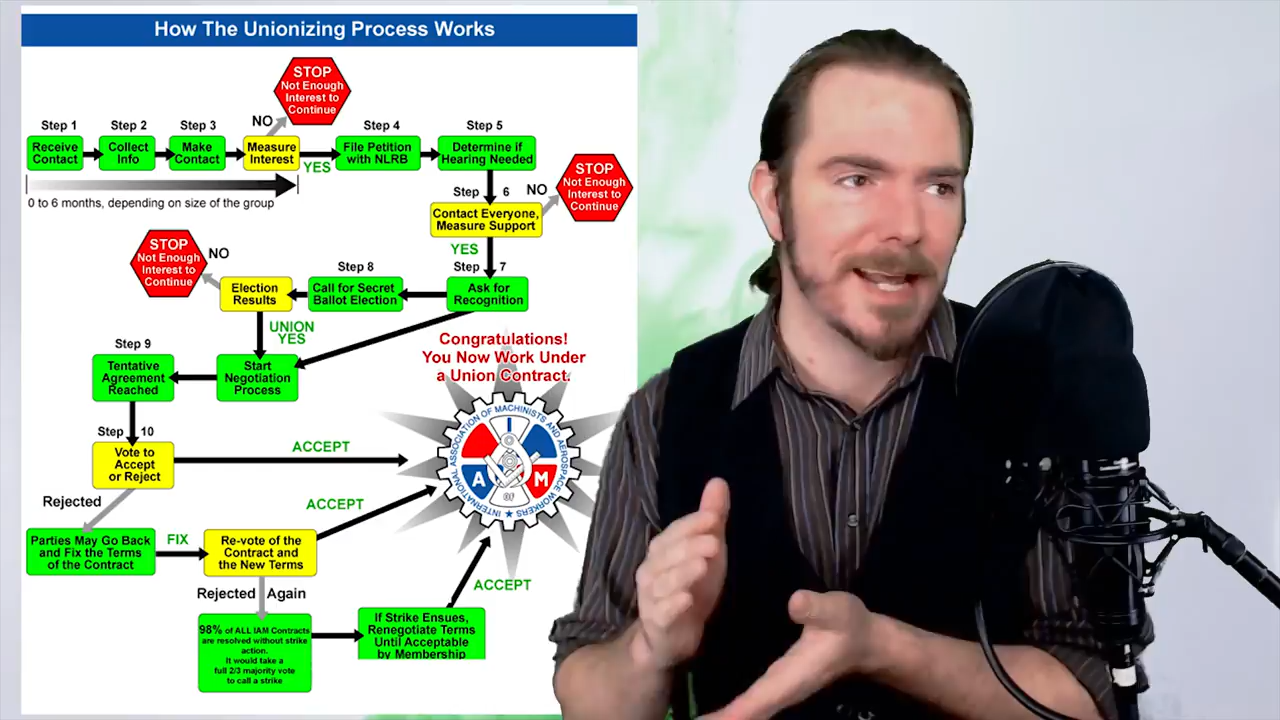 How The Unionizing Process Works
STOP
Not Enough
Interest to
Continue
NO
Step 1
Receive
Contact
Step 2
Collect
Info
Step 3
Make
Contact
Measure
Interest
YES
Step 4
File Petition
with NLRB
Step 5
Determine if
Hearing Needed
0 to 6 months, depending on size of the group
Step 6
Contact Everyone,
Measure Support
NO
STOP
Not Enough
Interest to
Continue
YES
Step 7
Ask for
Recognition
Step 8
Call for Secret
Ballot Election
Election
Results
NO
STOP
Not Enough
Interest to
Continue
UNION
YES
Start
Negotiation
Process
Step 9
Tentative
Agreement
Reached
Congratulations!
You Now Work Under
a Union Contract.
INTERNATIONAL ASSOCIATION OF MACHINISTS AND AEROSPACE WORKERS
I
A M
OF
Step 10
Vote to
Accept
or Reject
ACCEPT
Rejected
Parties May Go Back
and Fix the Terms
of the Contract
FIX
Re-vote of the
Contract and
the New Terms
ACCEPT
Rejected Again
98% of ALL IAM Contracts
are resolved without strike
action.
It would take a
full 2/3 majority vote
to call a strike
If Strike Ensues,
Renegotiate Terms
Until Acceptable
by Membership
ACCEPT